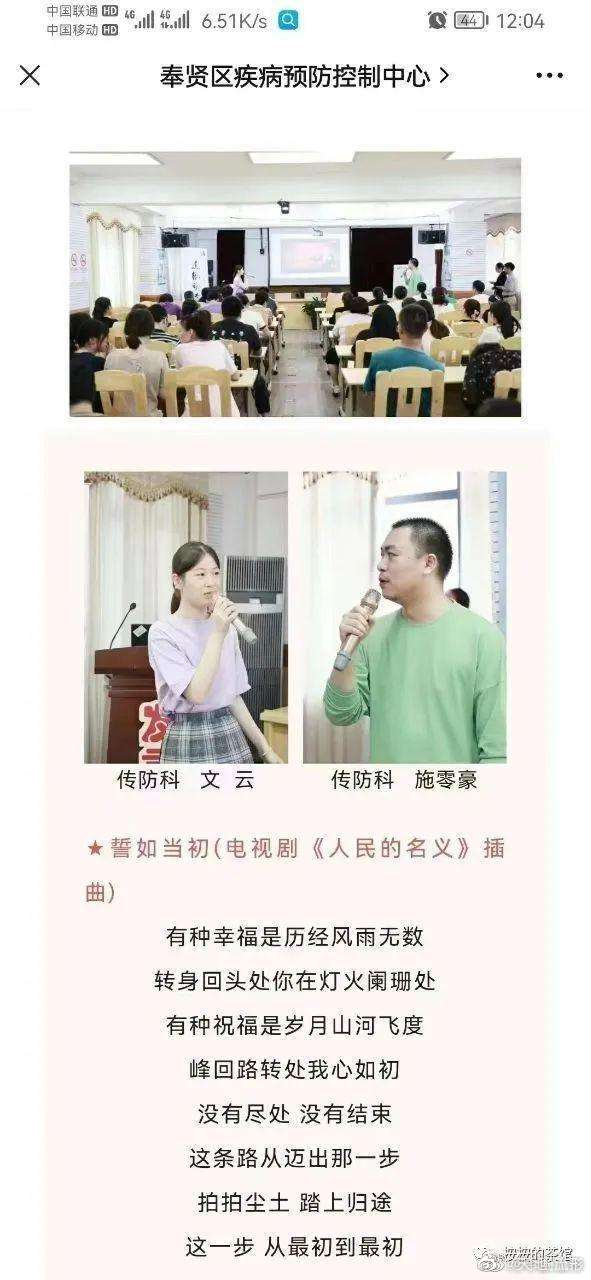 中国联通 HD 4G 4G 6.51K/s 44 12:04
中国移动 HD
奉贤区疾病预防控制中心
传防科 文 云
传防科 施零豪
★誓如当初(电视剧《人民的名义》插
曲)
有种幸福是历经风雨无数
转身回头处你在灯火阑珊处
有种祝福是岁月山河飞度
峰回路转处我心如初
没有尽处 没有结束
这条路从迈出那一步
拍拍尘土 踏上归途
这一步 从最初到最初
按按的茶馆